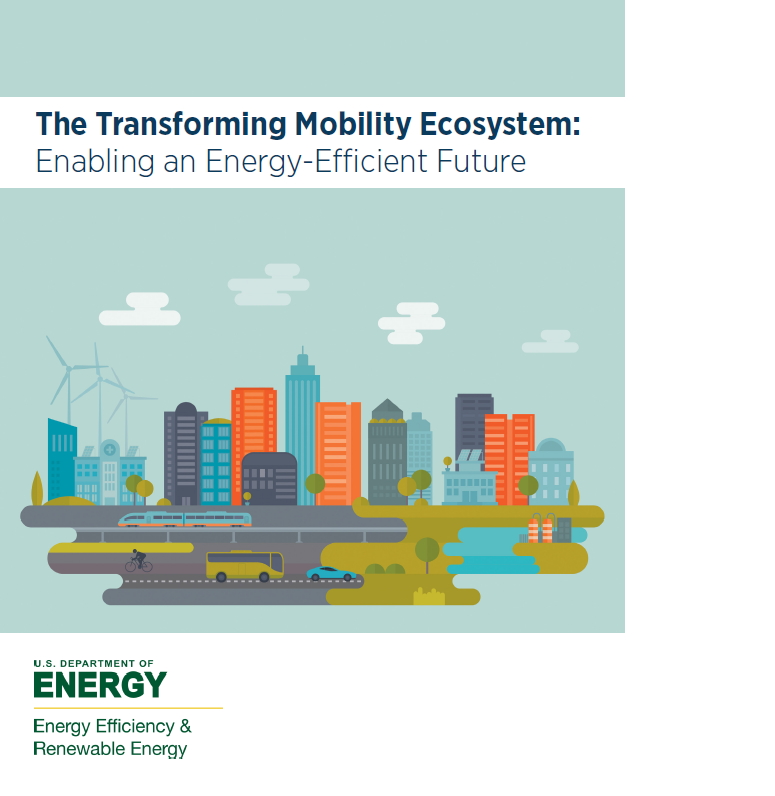 The Transforming Mobility Ecosystem:
Enabling an Energy-Efficient Future
U.S. DEPARTMENT OF
ENERGY
Energy Efficiency &
Renewable Energy